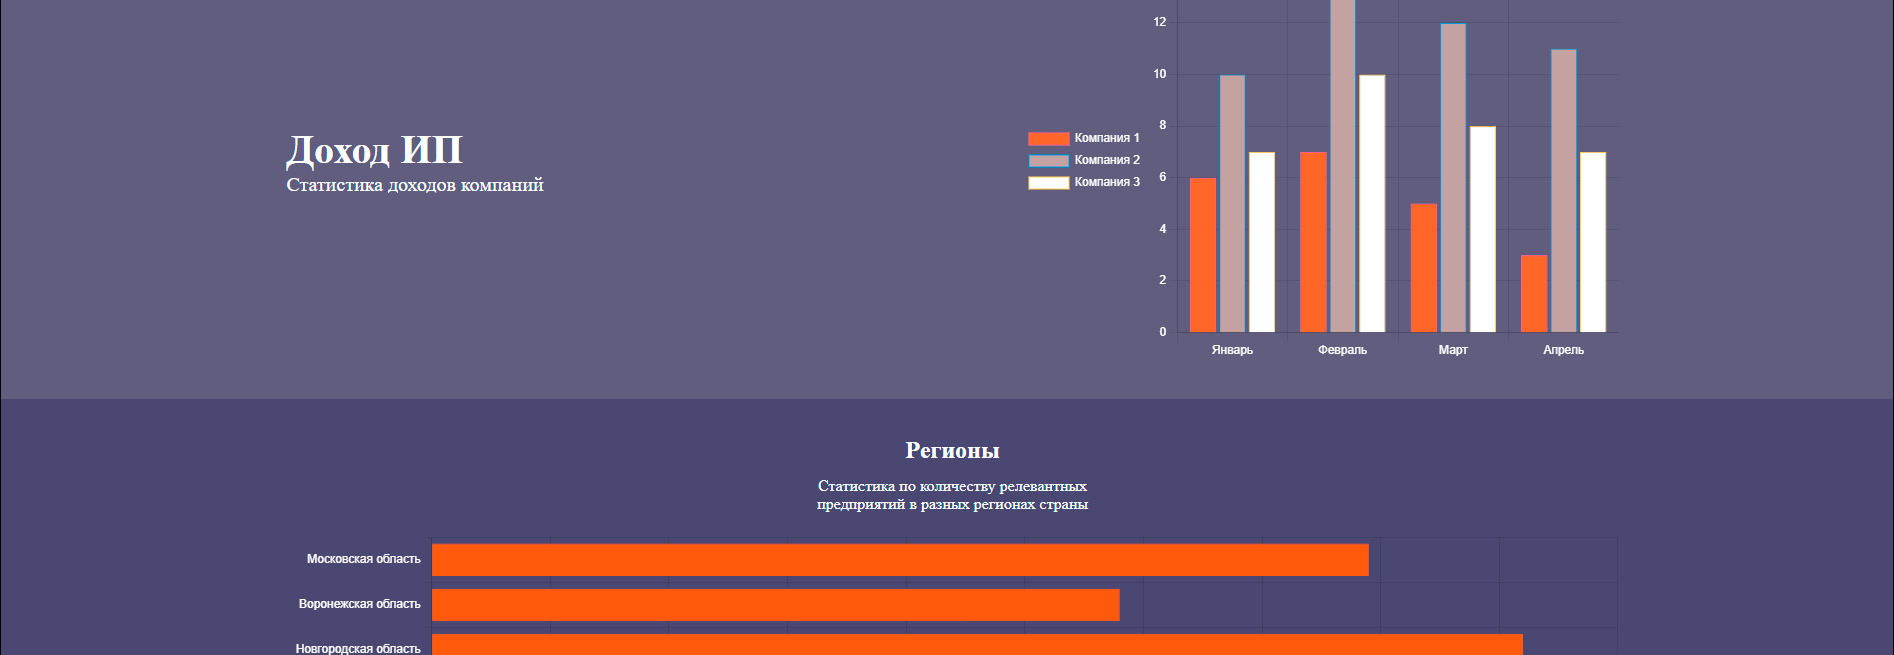 Доход ИП
Статистика доходов компаний
Компания 1
Компания 2
Компания 3
12
10
8
6
4
2
0
Январь Февраль Март Апрель
Регионы
Статистика по количеству релевантных
предприятий в разных регионах страны
Московская область
Воронежская область
Новгородская область